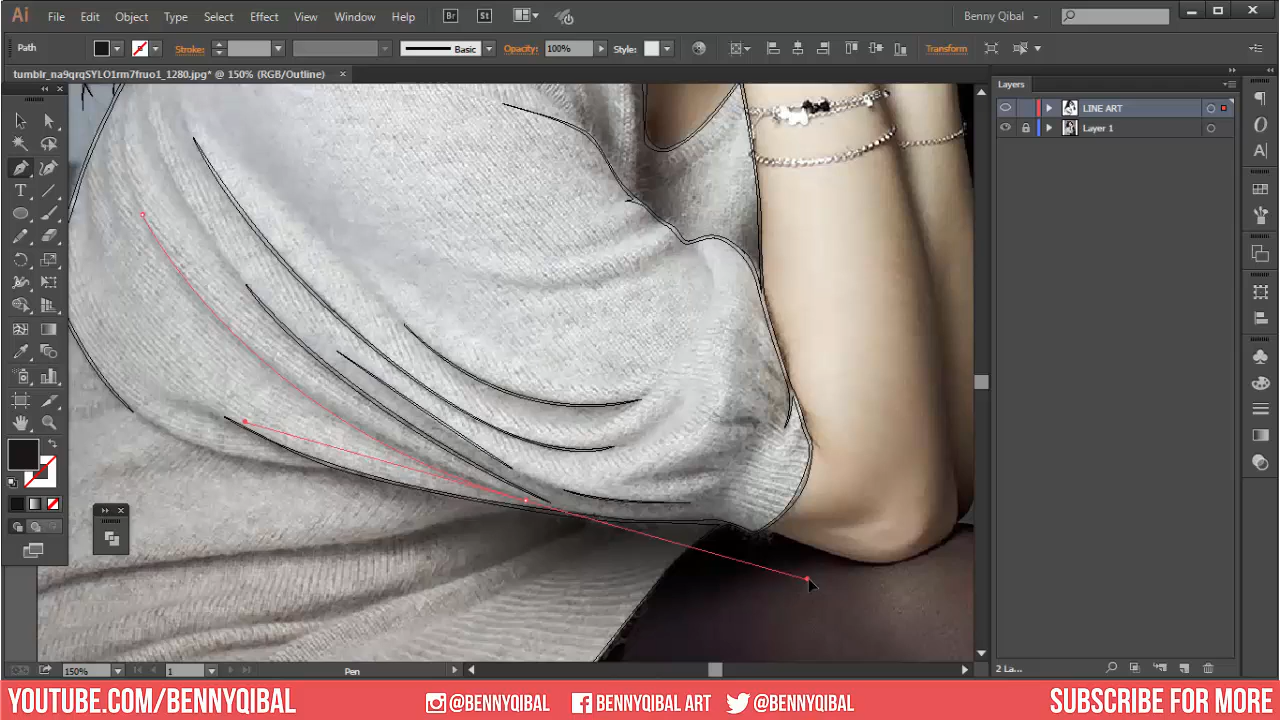 Ai File Edit Object Type Select Effect View Window Help Br St Benny Qibal
Path Stroke: Basic Opacity: 100% Style: Transform
tumblr_na9qrqSYLO1rm7fruo1_1280.jpg* @ 150% (RGB/Outline)
Layers
LINE ART
Layer 1
150% 1 Pen 2 La...
YOUTUBE.COM/BENNYQIBAL @BENNYQIBAL BENNYQIBAL ART @BENNYQIBAL SUBSCRIBE FOR MORE